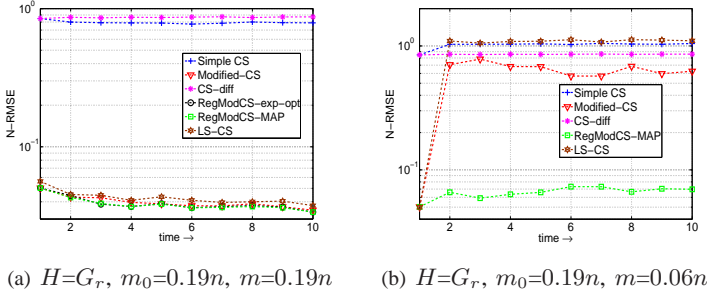 10^0
10^-1
N-RMSE
Simple CS
Modified-CS
CS-diff
RegModCS-exp-opt
RegModCS-MAP
LS-CS
2 4 6 8 10
time →
10^0
10^-1
N-RMSE
Simple CS
Modified-CS
CS-diff
RegModCS-MAP
LS-CS
2 4 6 8 10
time →
(a) H=G_r, m_0=0.19n, m=0.19n
(b) H=G_r, m_0=0.19n, m=0.06n